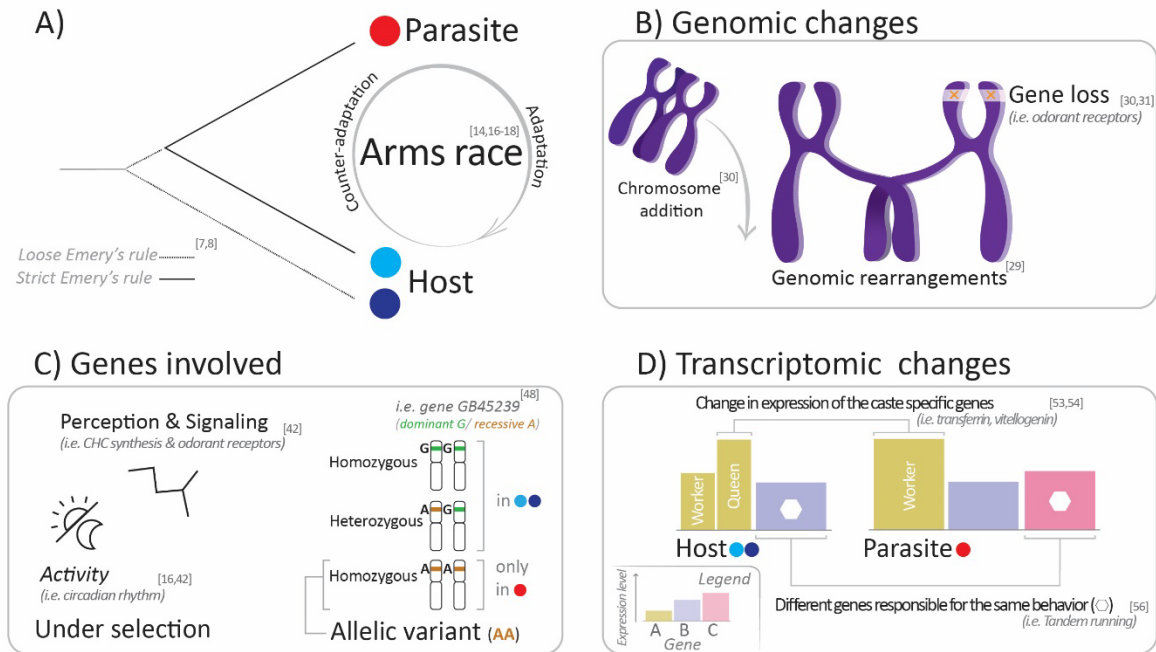 A)
Parasite
Counter-adaptation
Adaptation
[14,16-18]
Arms race
Loose Emery's rule
[7,8]
Strict Emery's rule
Host
B) Genomic changes
Gene loss
[30,31]
(i.e. odorant receptors)
[30]
Chromosome
addition
Genomic rearrangements
[29]
C) Genes involved
Perception & Signaling
(i.e. CHC synthesis & odorant receptors)
[42]
Activity
[16,42]
(i.e. circadian rhythm)
Under selection
i.e. gene GB45239
[48]
(dominant G/ recessive A)
Homozygous
G G
in
Heterozygous
A G
Homozygous
A A
only
in
Allelic variant (AA)
D) Transcriptomic changes
Change in expression of the caste specific genes
[53,54]
(i.e. transferrin, vitellogenin)
Worker
Queen
Worker
Host
Parasite
Legend
Expression level
A B C
Gene
Different genes responsible for the same behavior ( )
[56]
(i.e. Tandem running)